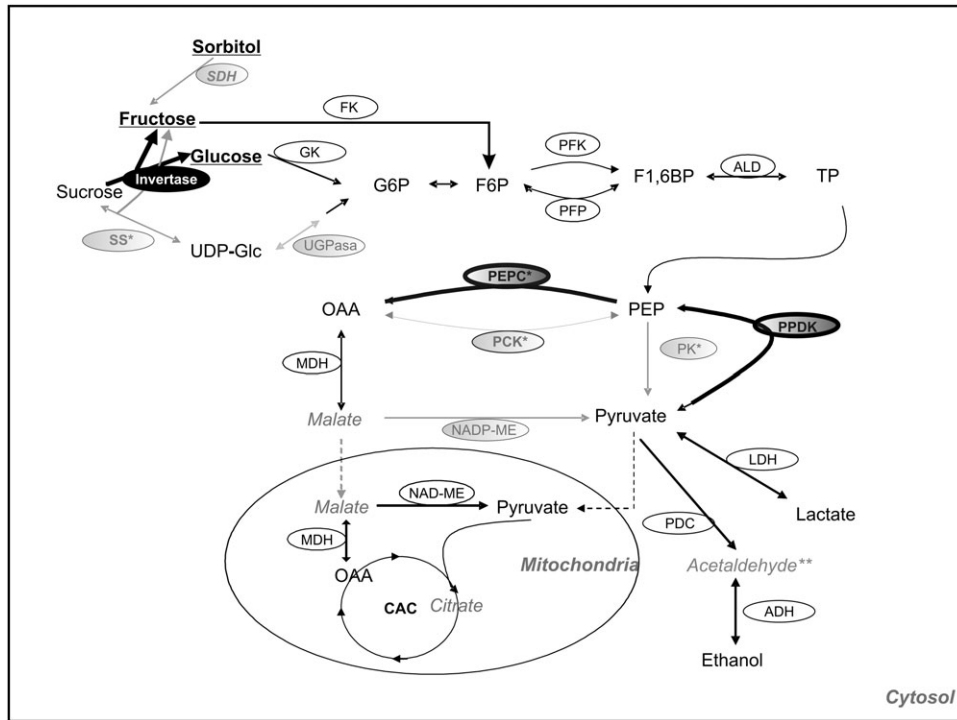 Sorbitol
SDH
Fructose
FK
Glucose
GK
PFK
Sucrose
Invertase
G6P
F6P
F1,6BP
ALD
TP
PFP
SS*
UDP-Glc
UGPasa
PEPC*
OAA
PEP
PPDK
PCK*
PK*
MDH
Malate
NADP-ME
Pyruvate
LDH
Lactate
Malate
NAD-ME
Pyruvate
PDC
MDH
OAA
Mitochondria
Acetaldehyde**
CAC
Citrate
ADH
Ethanol
Cytosol